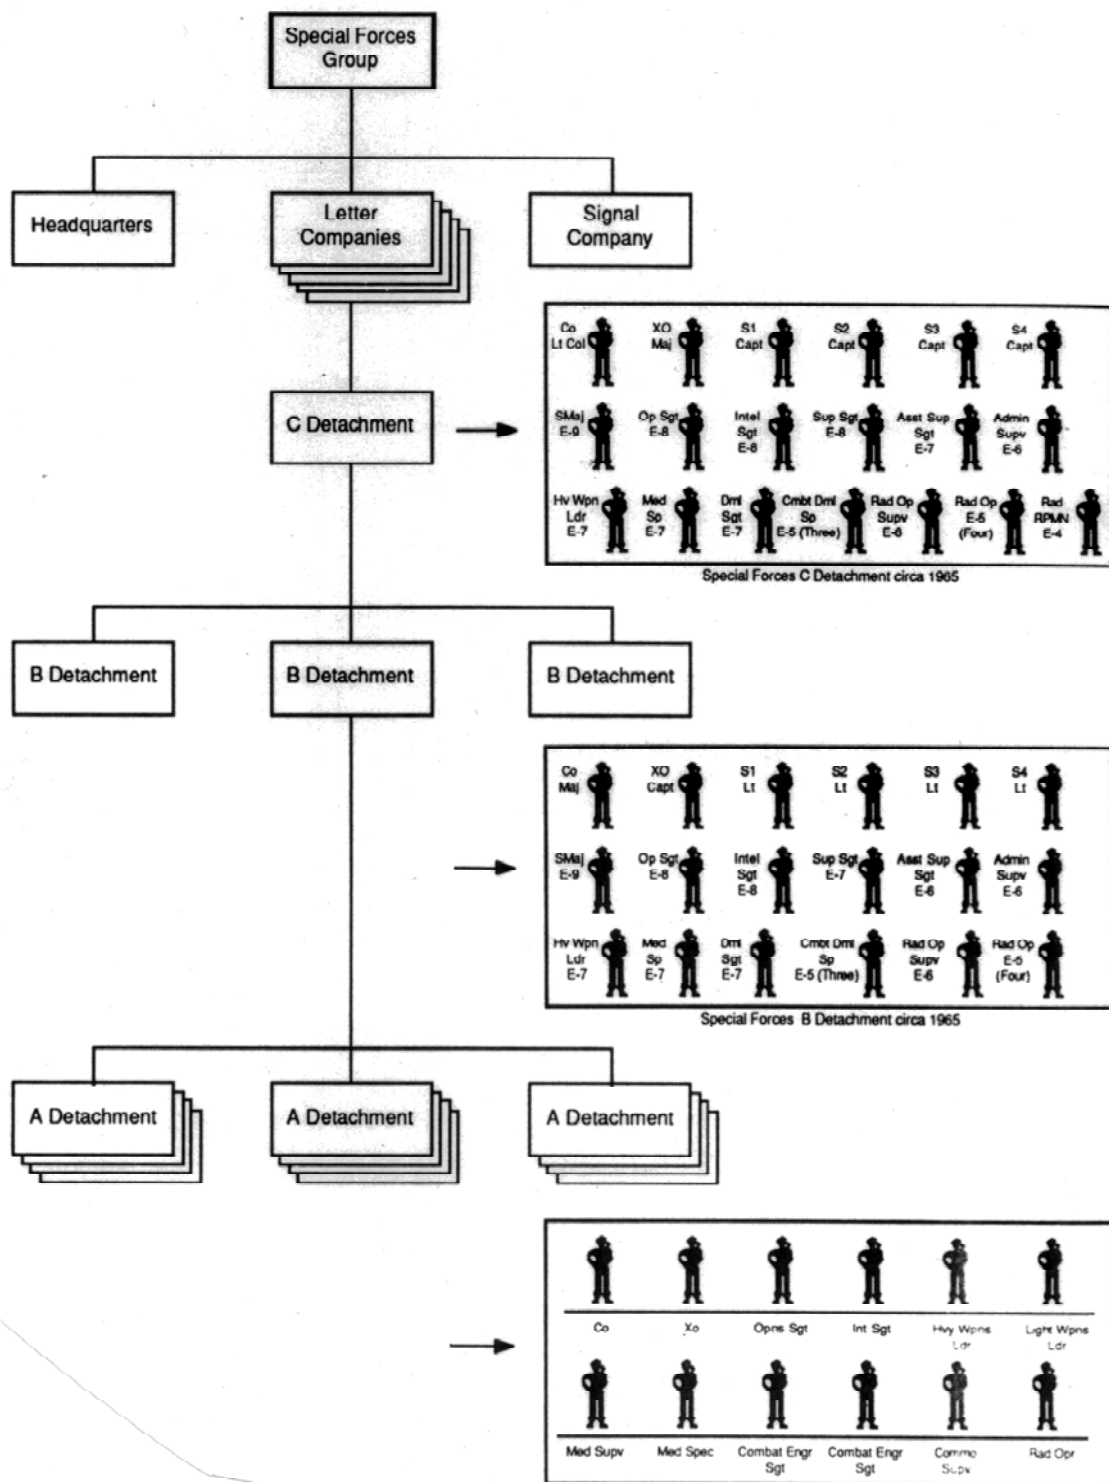 Special Forces
Group
Headquarters
Letter
Companies
Signal
Company
C Detachment
Co
Lt Col
XO
Maj
S1
Capt
S2
Capt
S3
Capt
S4
Capt
SMaj
E-9
Op Sgt
E-8
Intel
Sgt
E-8
Sup Sgt
E-8
Asst Sup
Sgt
E-7
Admin
Supv
E-6
Hv Wpn
Ldr
E-7
Med
Sp
E-7
Dml
Sgt
E-7
Cmbt Dml
Sp
E-5 (Three)
Rad Op
Supv
E-6
Rad Op
E-5
(Four)
Rad
RPMN
E-4
Special Forces C Detachment circa 1965
B Detachment
B Detachment
B Detachment
Co
Maj
XO
Capt
S1
Lt
S2
Lt
S3
Lt
S4
Lt
SMaj
E-9
Op Sgt
E-8
Intel
Sgt
E-8
Sup Sgt
E-7
Asst Sup
Sgt
E-6
Admin
Supv
E-6
Hv Wpn
Ldr
E-7
Med
Sp
E-7
Dml
Sgt
E-7
Cmbt Dml
Sp
E-5 (Three)
Rad Op
Supv
E-6
Rad Op
E-5
(Four)
Special Forces B Detachment circa 1965
A Detachment
A Detachment
A Detachment
Co
Xo
Opns Sgt
Int Sgt
Hvy Wpns
Ldr
Light Wpns
Ldr
Med Supv
Med Spec
Combat Engr
Sgt
Combat Engr
Sgt
Commo
Supv
Rad Opr